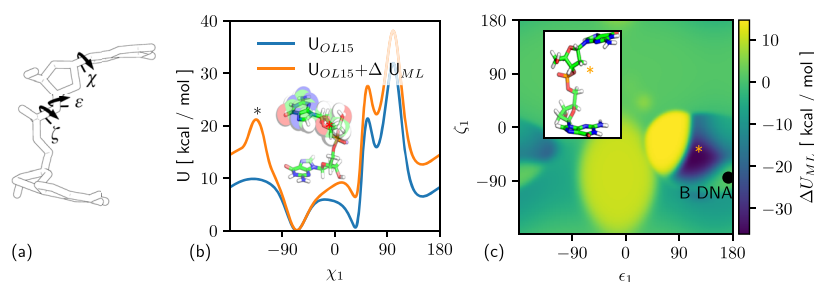 χ
ε
ζ
(a)
U [ kcal / mol ]
40
30
20
10
0
U_OL15
U_OL15+Δ U_ML
*
-90 0 90 180
χ₁
(b)
ζ₁
180
90
0
−90
*
*
B DNA
−90 0 90 180
ϵ₁
(c)
10
0
−10
−20
−30
ΔU_ML [ kcal / mol ]